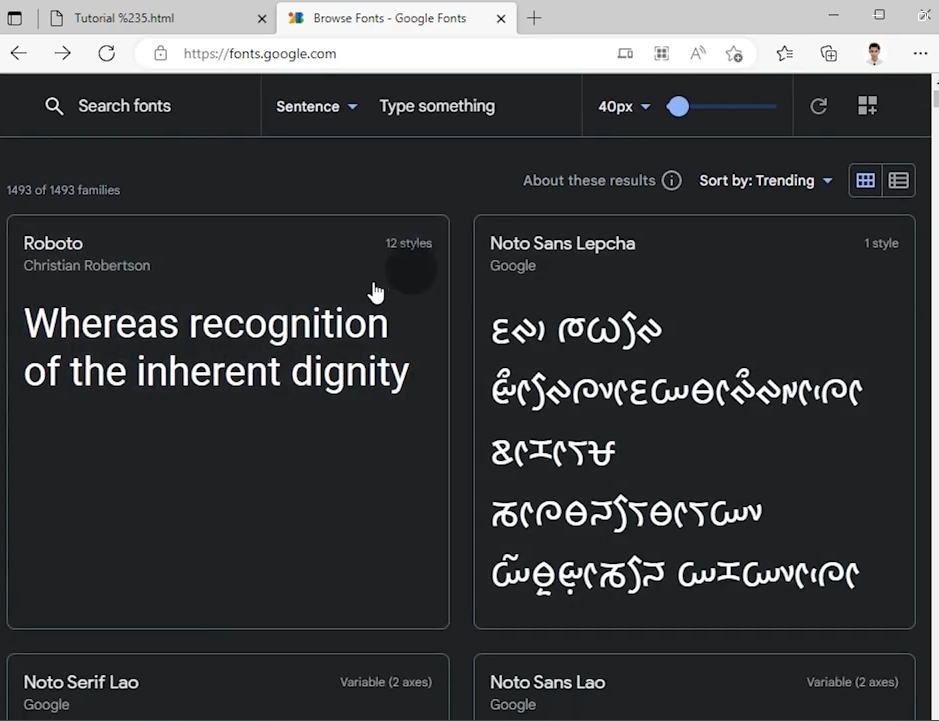 Tutorial %235.html
Browse Fonts - Google Fonts
https://fonts.google.com
Search fonts
Sentence
Type something
40px
1493 of 1493 families
About these results
Sort by: Trending
Roboto
12 styles
Christian Robertson
Whereas recognition
of the inherent dignity
Noto Sans Lepcha
1 style
Google
Noto Serif Lao
Variable (2 axes)
Google
Noto Sans Lao
Variable (2 axes)
Google